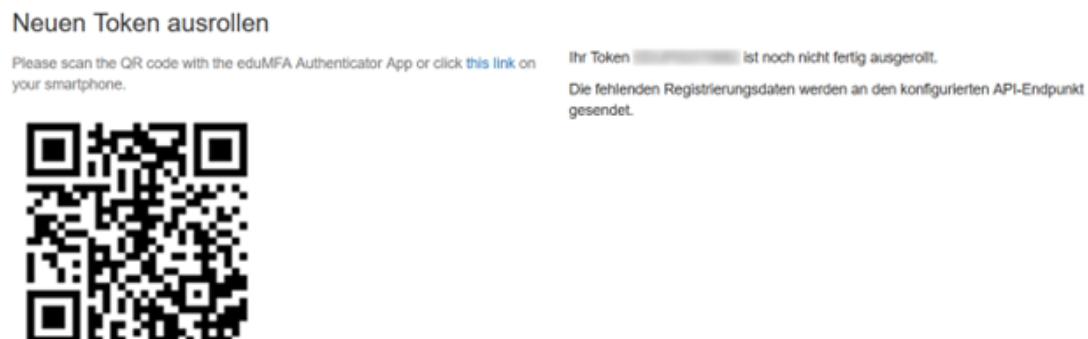 Neuen Token ausrollen
Please scan the QR code with the eduMFA Authenticator App or click this link on
your smartphone.
Ihr Token ist noch nicht fertig ausgerollt.
Die fehlenden Registrierungsdaten werden an den konfigurierten API-Endpunkt
gesendet.